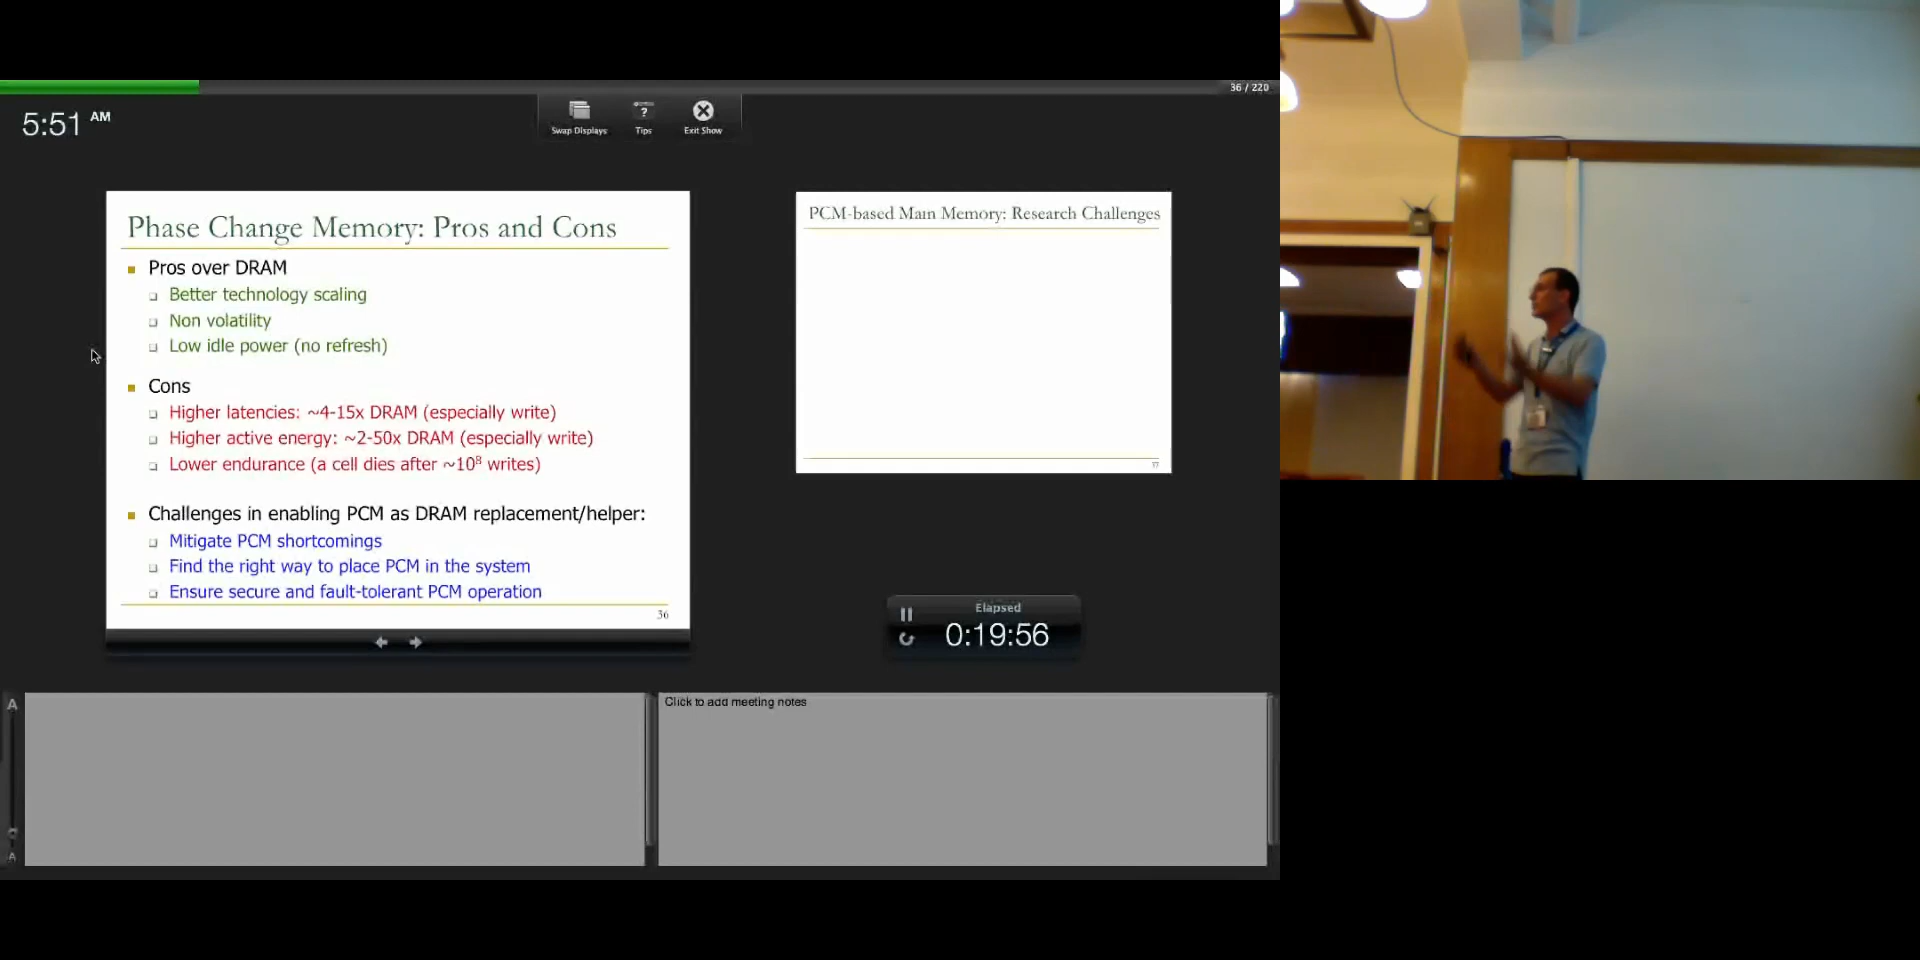 36 / 220
5:51 AM
Swap Displays
Tips
Exit Show
Phase Change Memory: Pros and Cons
Pros over DRAM
Better technology scaling
Non volatility
Low idle power (no refresh)
Cons
Higher latencies: ~4-15x DRAM (especially write)
Higher active energy: ~2-50x DRAM (especially write)
Lower endurance (a cell dies after ~10⁸ writes)
Challenges in enabling PCM as DRAM replacement/helper:
Mitigate PCM shortcomings
Find the right way to place PCM in the system
Ensure secure and fault-tolerant PCM operation
36
PCM-based Main Memory: Research Challenges
37
Elapsed
0:19:56
A
A
Click to add meeting notes